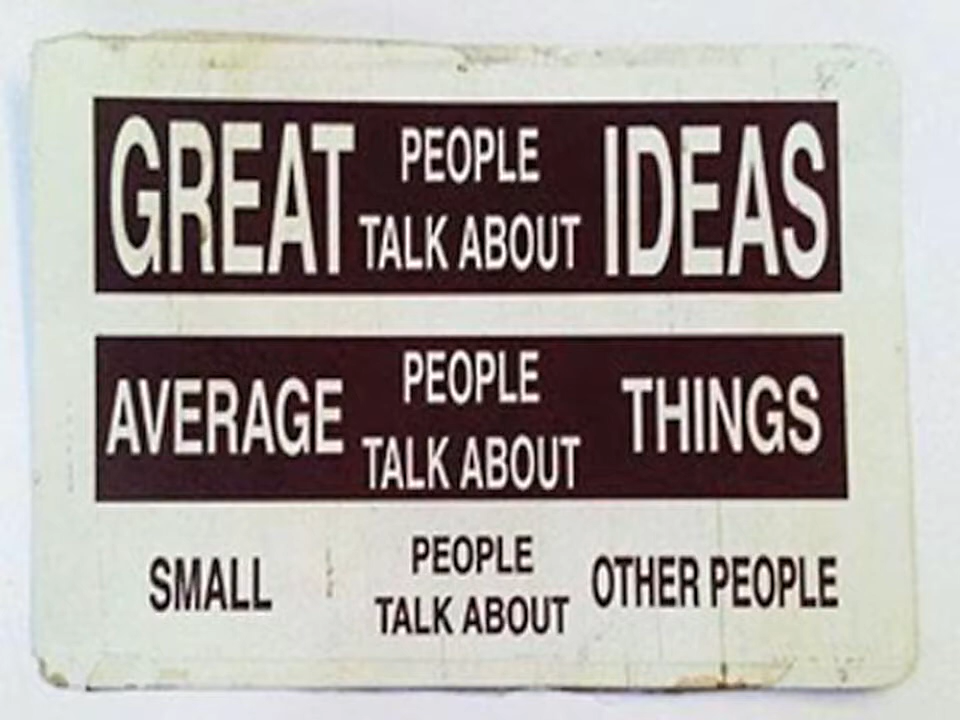 GREAT PEOPLE TALK ABOUT IDEAS
AVERAGE PEOPLE TALK ABOUT THINGS
SMALL PEOPLE TALK ABOUT OTHER PEOPLE